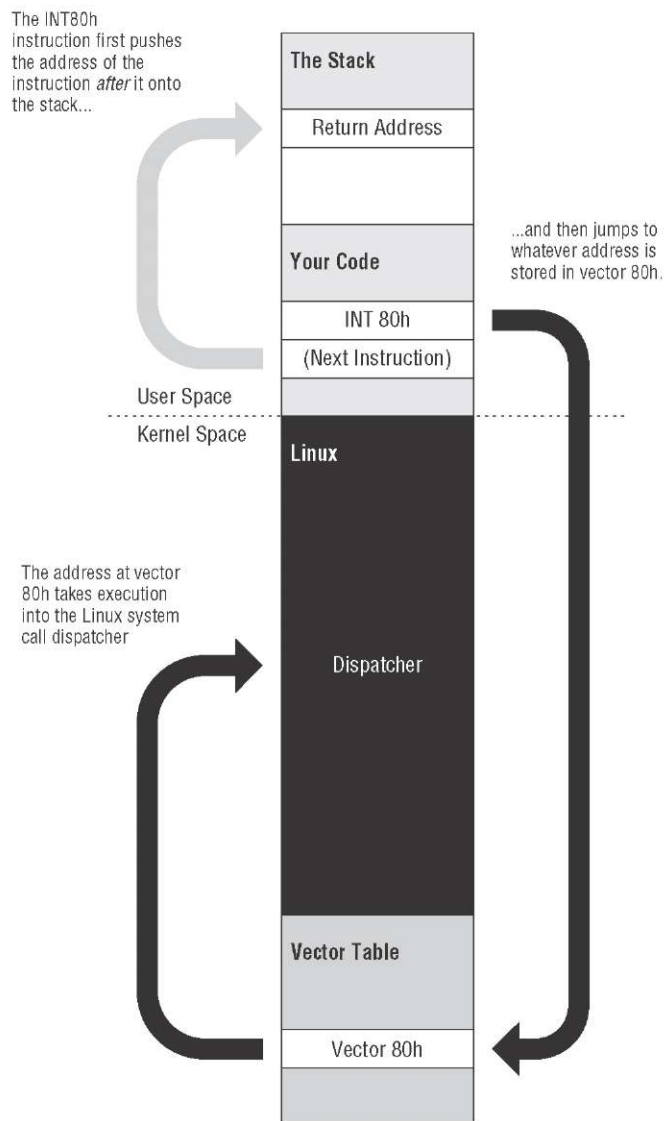 The INT80h
instruction first pushes
the address of the
instruction after it onto
the stack...
The Stack
Return Address
...and then jumps to
whatever address is
stored in vector 80h.
Your Code
INT 80h
(Next Instruction)
User Space
Kernel Space
Linux
The address at vector
80h takes execution
into the Linux system
call dispatcher
Dispatcher
Vector Table
Vector 80h